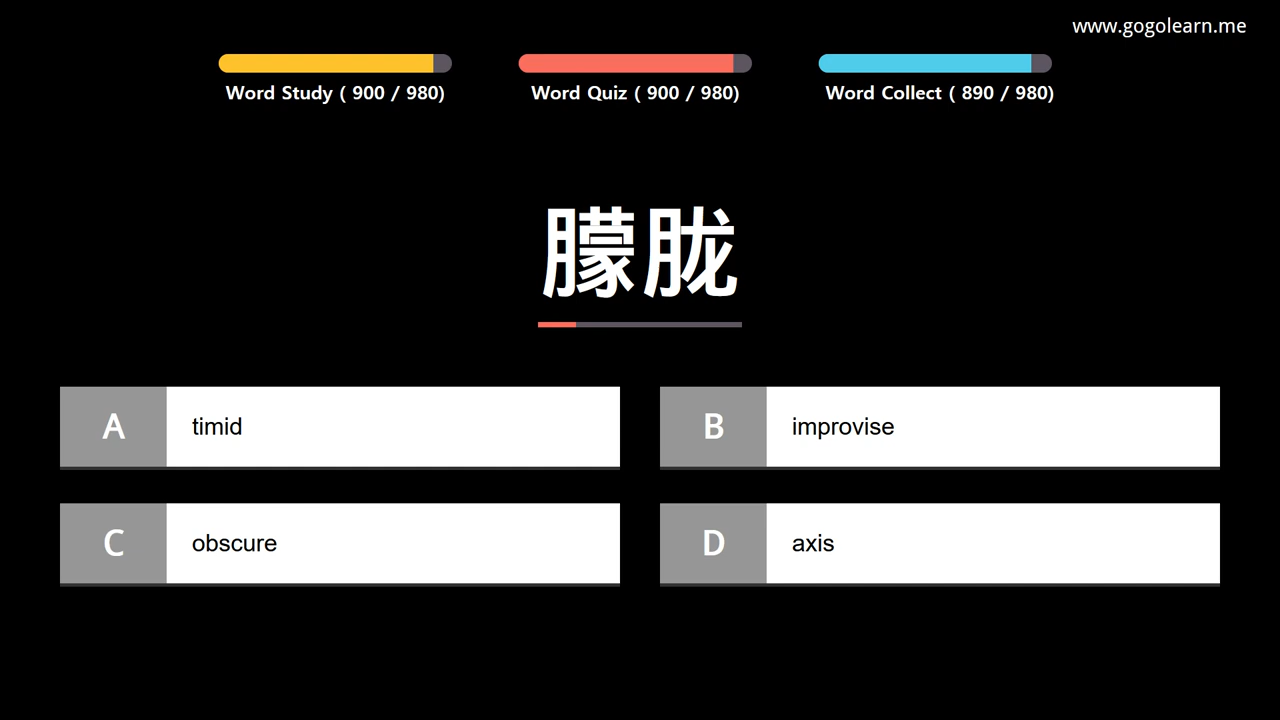 www.gogolearn.me
Word Study ( 900 / 980)
Word Quiz ( 900 / 980)
Word Collect ( 890 / 980)
朦胧
A timid
B improvise
C obscure
D axis